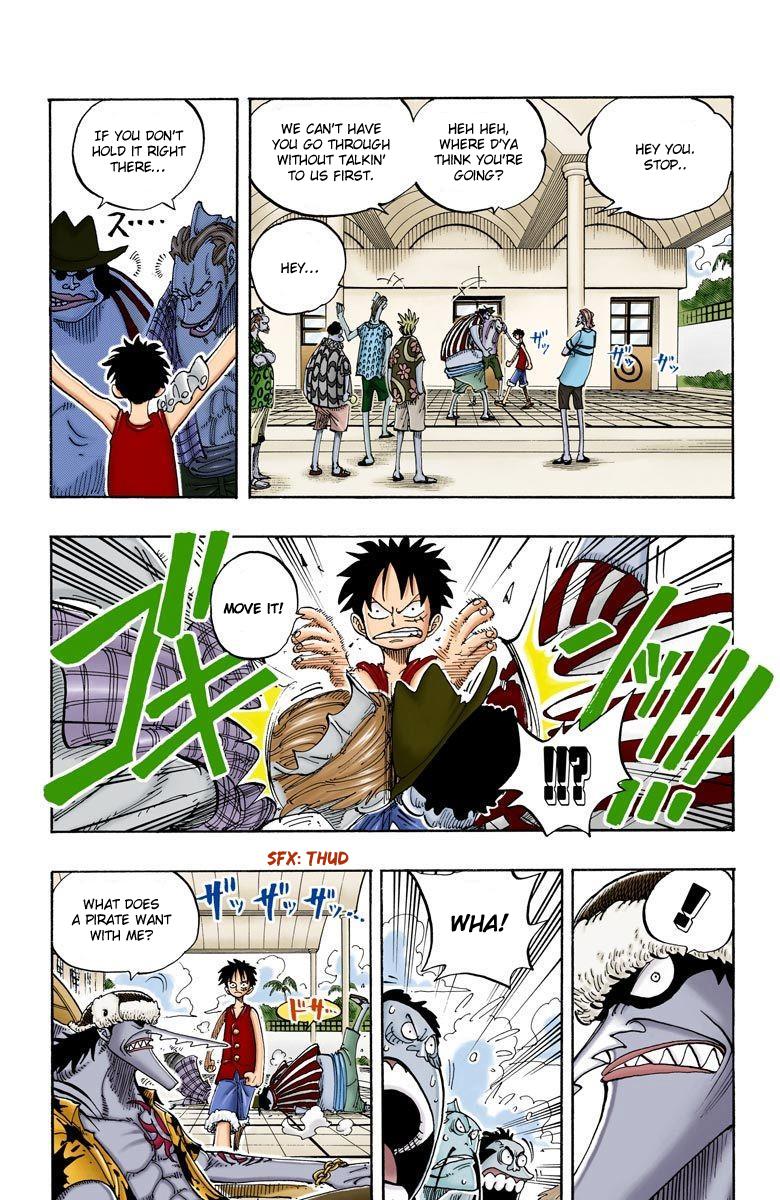 HEY YOU.
STOP..
HEH HEH,
WHERE D'YA
THINK YOU'RE
GOING?
WE CAN'T HAVE
YOU GO THROUGH
WITHOUT TALKIN'
TO US FIRST.
HEY...
ザッ
ザッ
ザッ
IF YOU DON'T
HOLD IT RIGHT
THERE...
ス....
MOVE IT!
ゴキンッ!!
!!!?
SFX: THUD
!
WHA!
ザッ ザッ ザッ...
WHAT DOES
A PIRATE WANT
WITH ME?
ドサ...